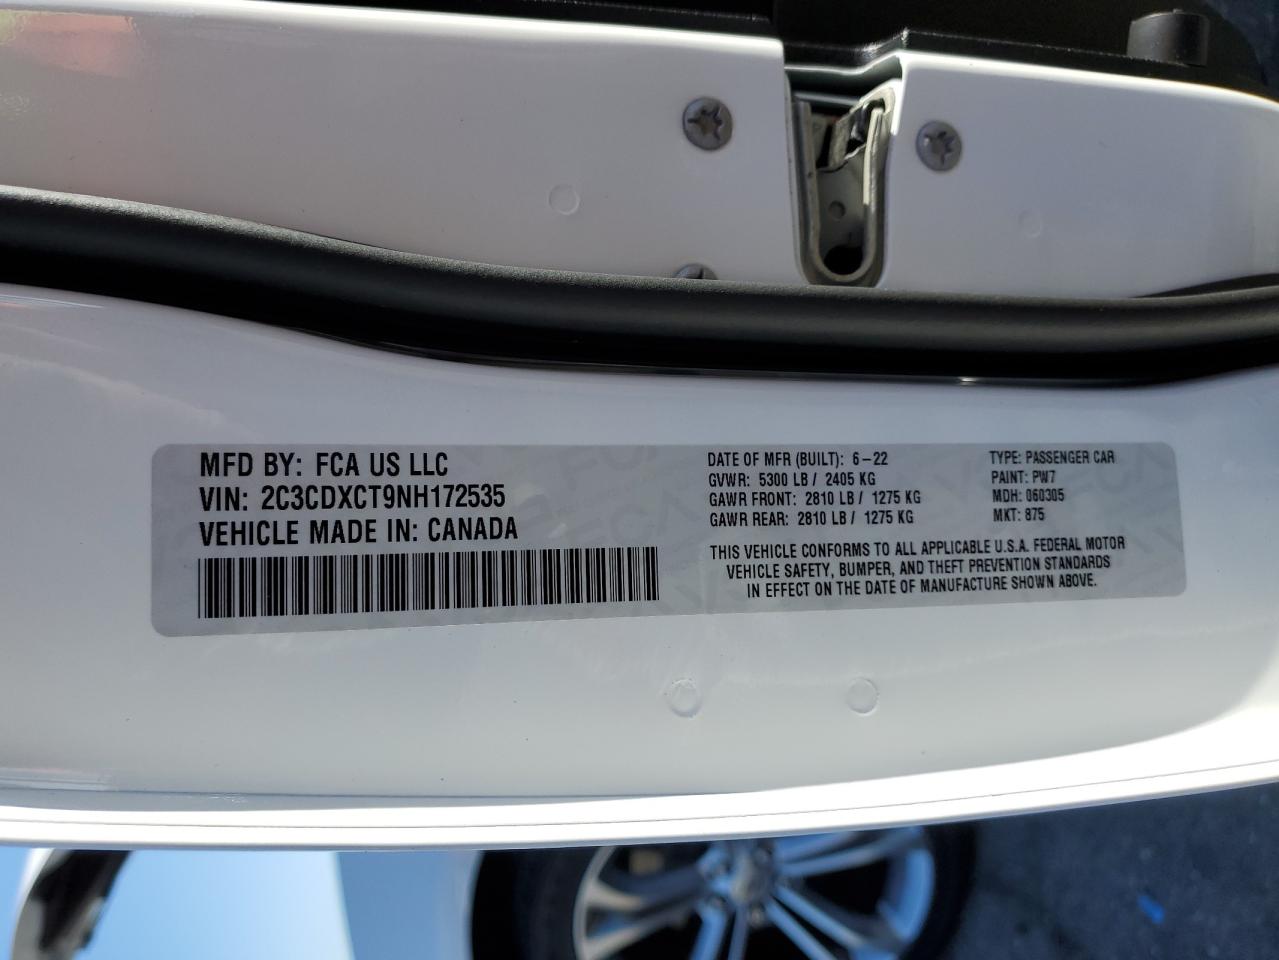 MFD BY: FCA US LLC
VIN: 2C3CDXCT9NH172535
VEHICLE MADE IN: CANADA
DATE OF MFR (BUILT): 6-22
GVWR: 5300 LB / 2405 KG
GAWR FRONT: 2810 LB / 1275 KG
GAWR REAR: 2810 LB / 1275 KG
TYPE: PASSENGER CAR
PAINT: PW7
MDH: 060305
MKT: 875
THIS VEHICLE CONFORMS TO ALL APPLICABLE U.S.A. FEDERAL MOTOR
VEHICLE SAFETY, BUMPER, AND THEFT PREVENTION STANDARDS
IN EFFECT ON THE DATE OF MANUFACTURE SHOWN ABOVE.